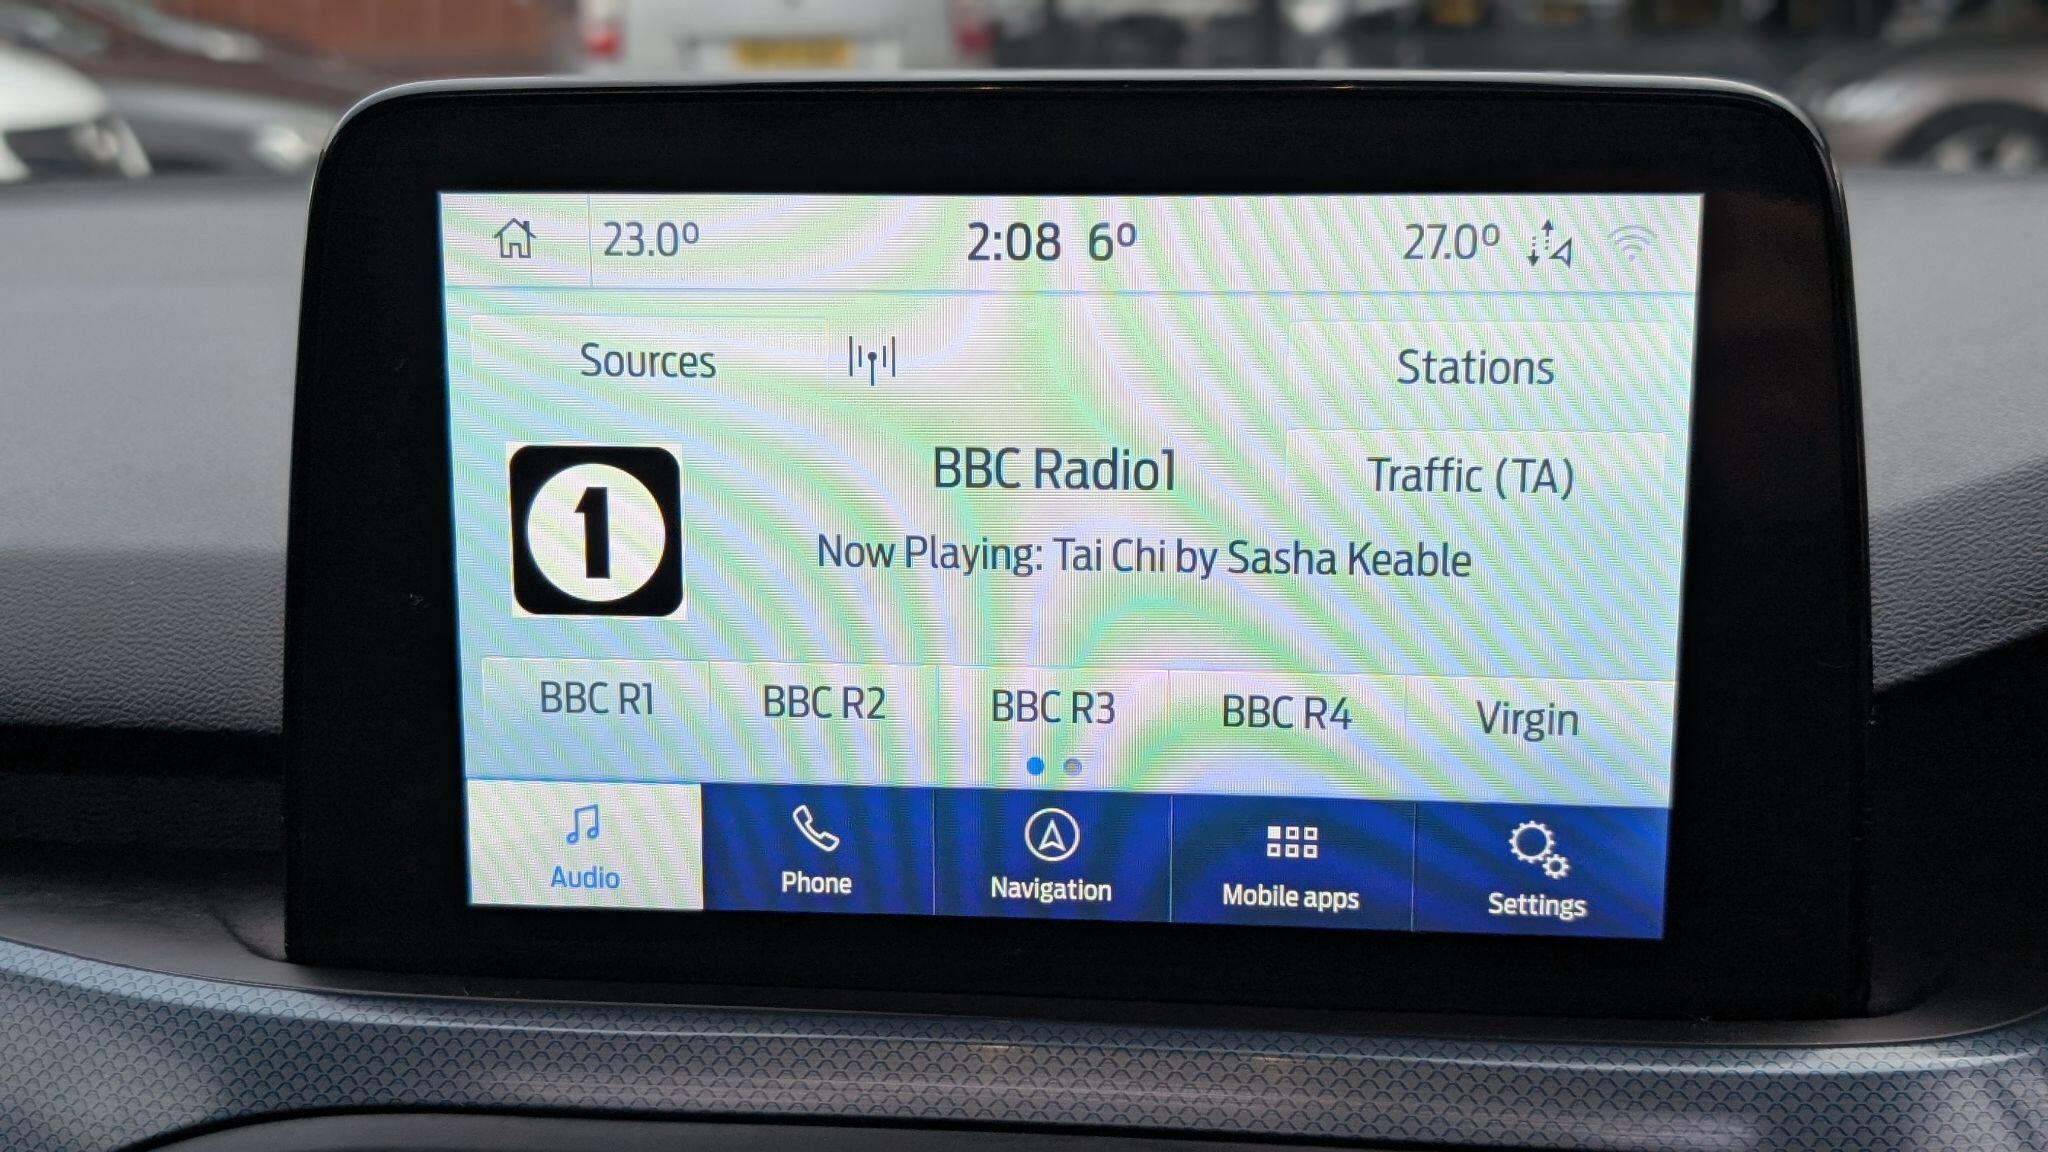 23.0° 2:08 6° 27.0°
Sources Stations
1
BBC Radio1
Traffic (TA)
Now Playing: Tai Chi by Sasha Keable
BBC R1 BBC R2 BBC R3 BBC R4 Virgin
Audio Phone Navigation Mobile apps Settings